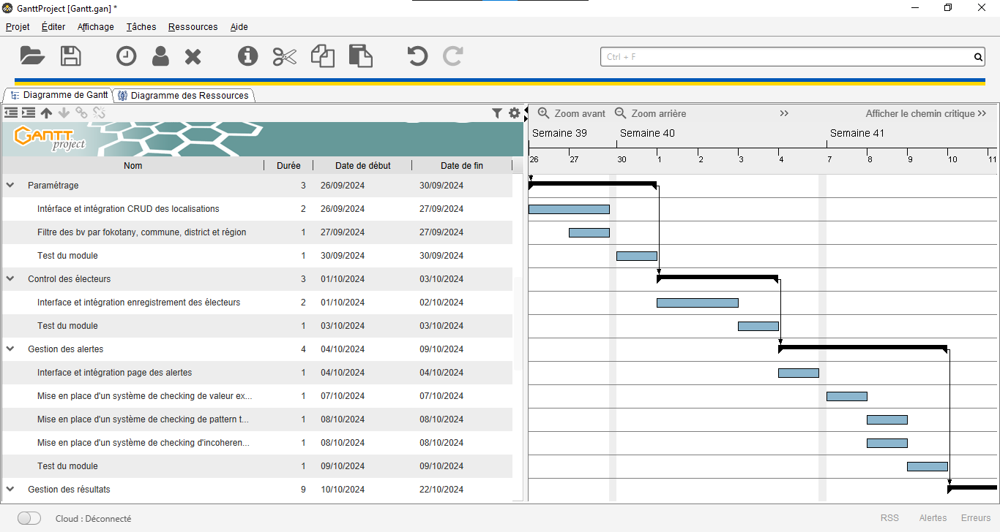 GanttProject [Gantt.gan] *
Projet Éditer Affichage Tâches Ressources Aide
Ctrl + F
Diagramme de Gantt Diagramme des Ressources
Zoom avant Zoom arrière >> Afficher le chemin critique >>
GANTT project
Semaine 39 Semaine 40 Semaine 41
26 27 30 1 2 3 4 7 8 9 10 11
Nom Durée Date de début Date de fin
Paramétrage 3 26/09/2024 30/09/2024
Intérface et intégration CRUD des localisations 2 26/09/2024 27/09/2024
Filtre des bv par fokotany, commune, district et région 1 27/09/2024 27/09/2024
Test du module 1 30/09/2024 30/09/2024
Control des électeurs 3 01/10/2024 03/10/2024
Interface et intégration enregistrement des électeurs 2 01/10/2024 02/10/2024
Test du module 1 03/10/2024 03/10/2024
Gestion des alertes 4 04/10/2024 09/10/2024
Interface et intégration page des alertes 1 04/10/2024 04/10/2024
Mise en place d'un système de checking de valeur ex... 1 07/10/2024 07/10/2024
Mise en place d'un système de checking de pattern t... 1 08/10/2024 08/10/2024
Mise en place d'un système de checking d'incoheren... 1 08/10/2024 08/10/2024
Test du module 1 09/10/2024 09/10/2024
Gestion des résultats 9 10/10/2024 22/10/2024
Cloud : Déconnecté RSS Alertes Erreurs